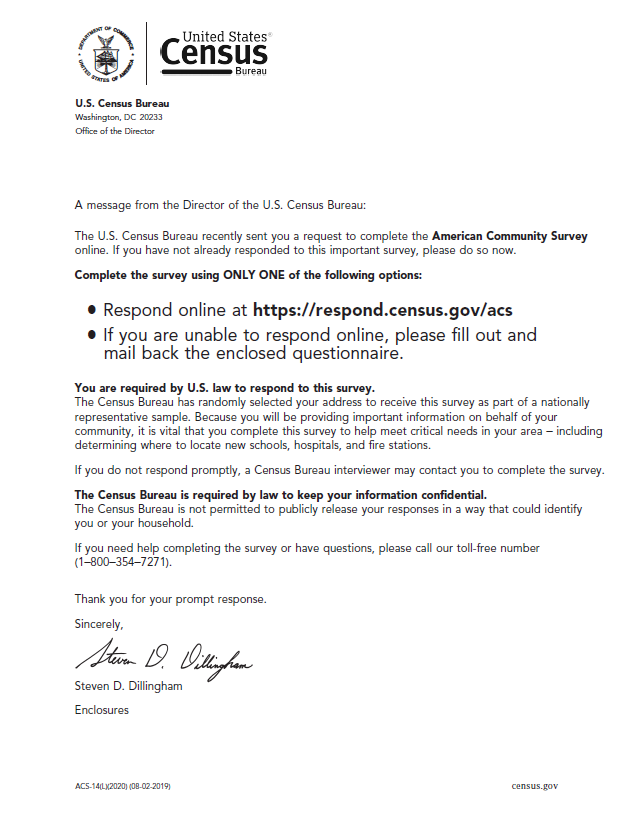 DEPARTMENT OF COMMERCE
UNITED STATES OF AMERICA
United States®
Census
Bureau
U.S. Census Bureau
Washington, DC 20233
Office of the Director
A message from the Director of the U.S. Census Bureau:
The U.S. Census Bureau recently sent you a request to complete the American Community Survey
online. If you have not already responded to this important survey, please do so now.
Complete the survey using ONLY ONE of the following options:
● Respond online at https://respond.census.gov/acs
● If you are unable to respond online, please fill out and
mail back the enclosed questionnaire.
You are required by U.S. law to respond to this survey.
The Census Bureau has randomly selected your address to receive this survey as part of a nationally
representative sample. Because you will be providing important information on behalf of your
community, it is vital that you complete this survey to help meet critical needs in your area – including
determining where to locate new schools, hospitals, and fire stations.
If you do not respond promptly, a Census Bureau interviewer may contact you to complete the survey.
The Census Bureau is required by law to keep your information confidential.
The Census Bureau is not permitted to publicly release your responses in a way that could identify
you or your household.
If you need help completing the survey or have questions, please call our toll-free number
(1–800–354–7271).
Thank you for your prompt response.
Sincerely,
Steven D. Dillingham
Steven D. Dillingham
Enclosures
ACS-14(L)(2020) (08-02-2019)
census.gov